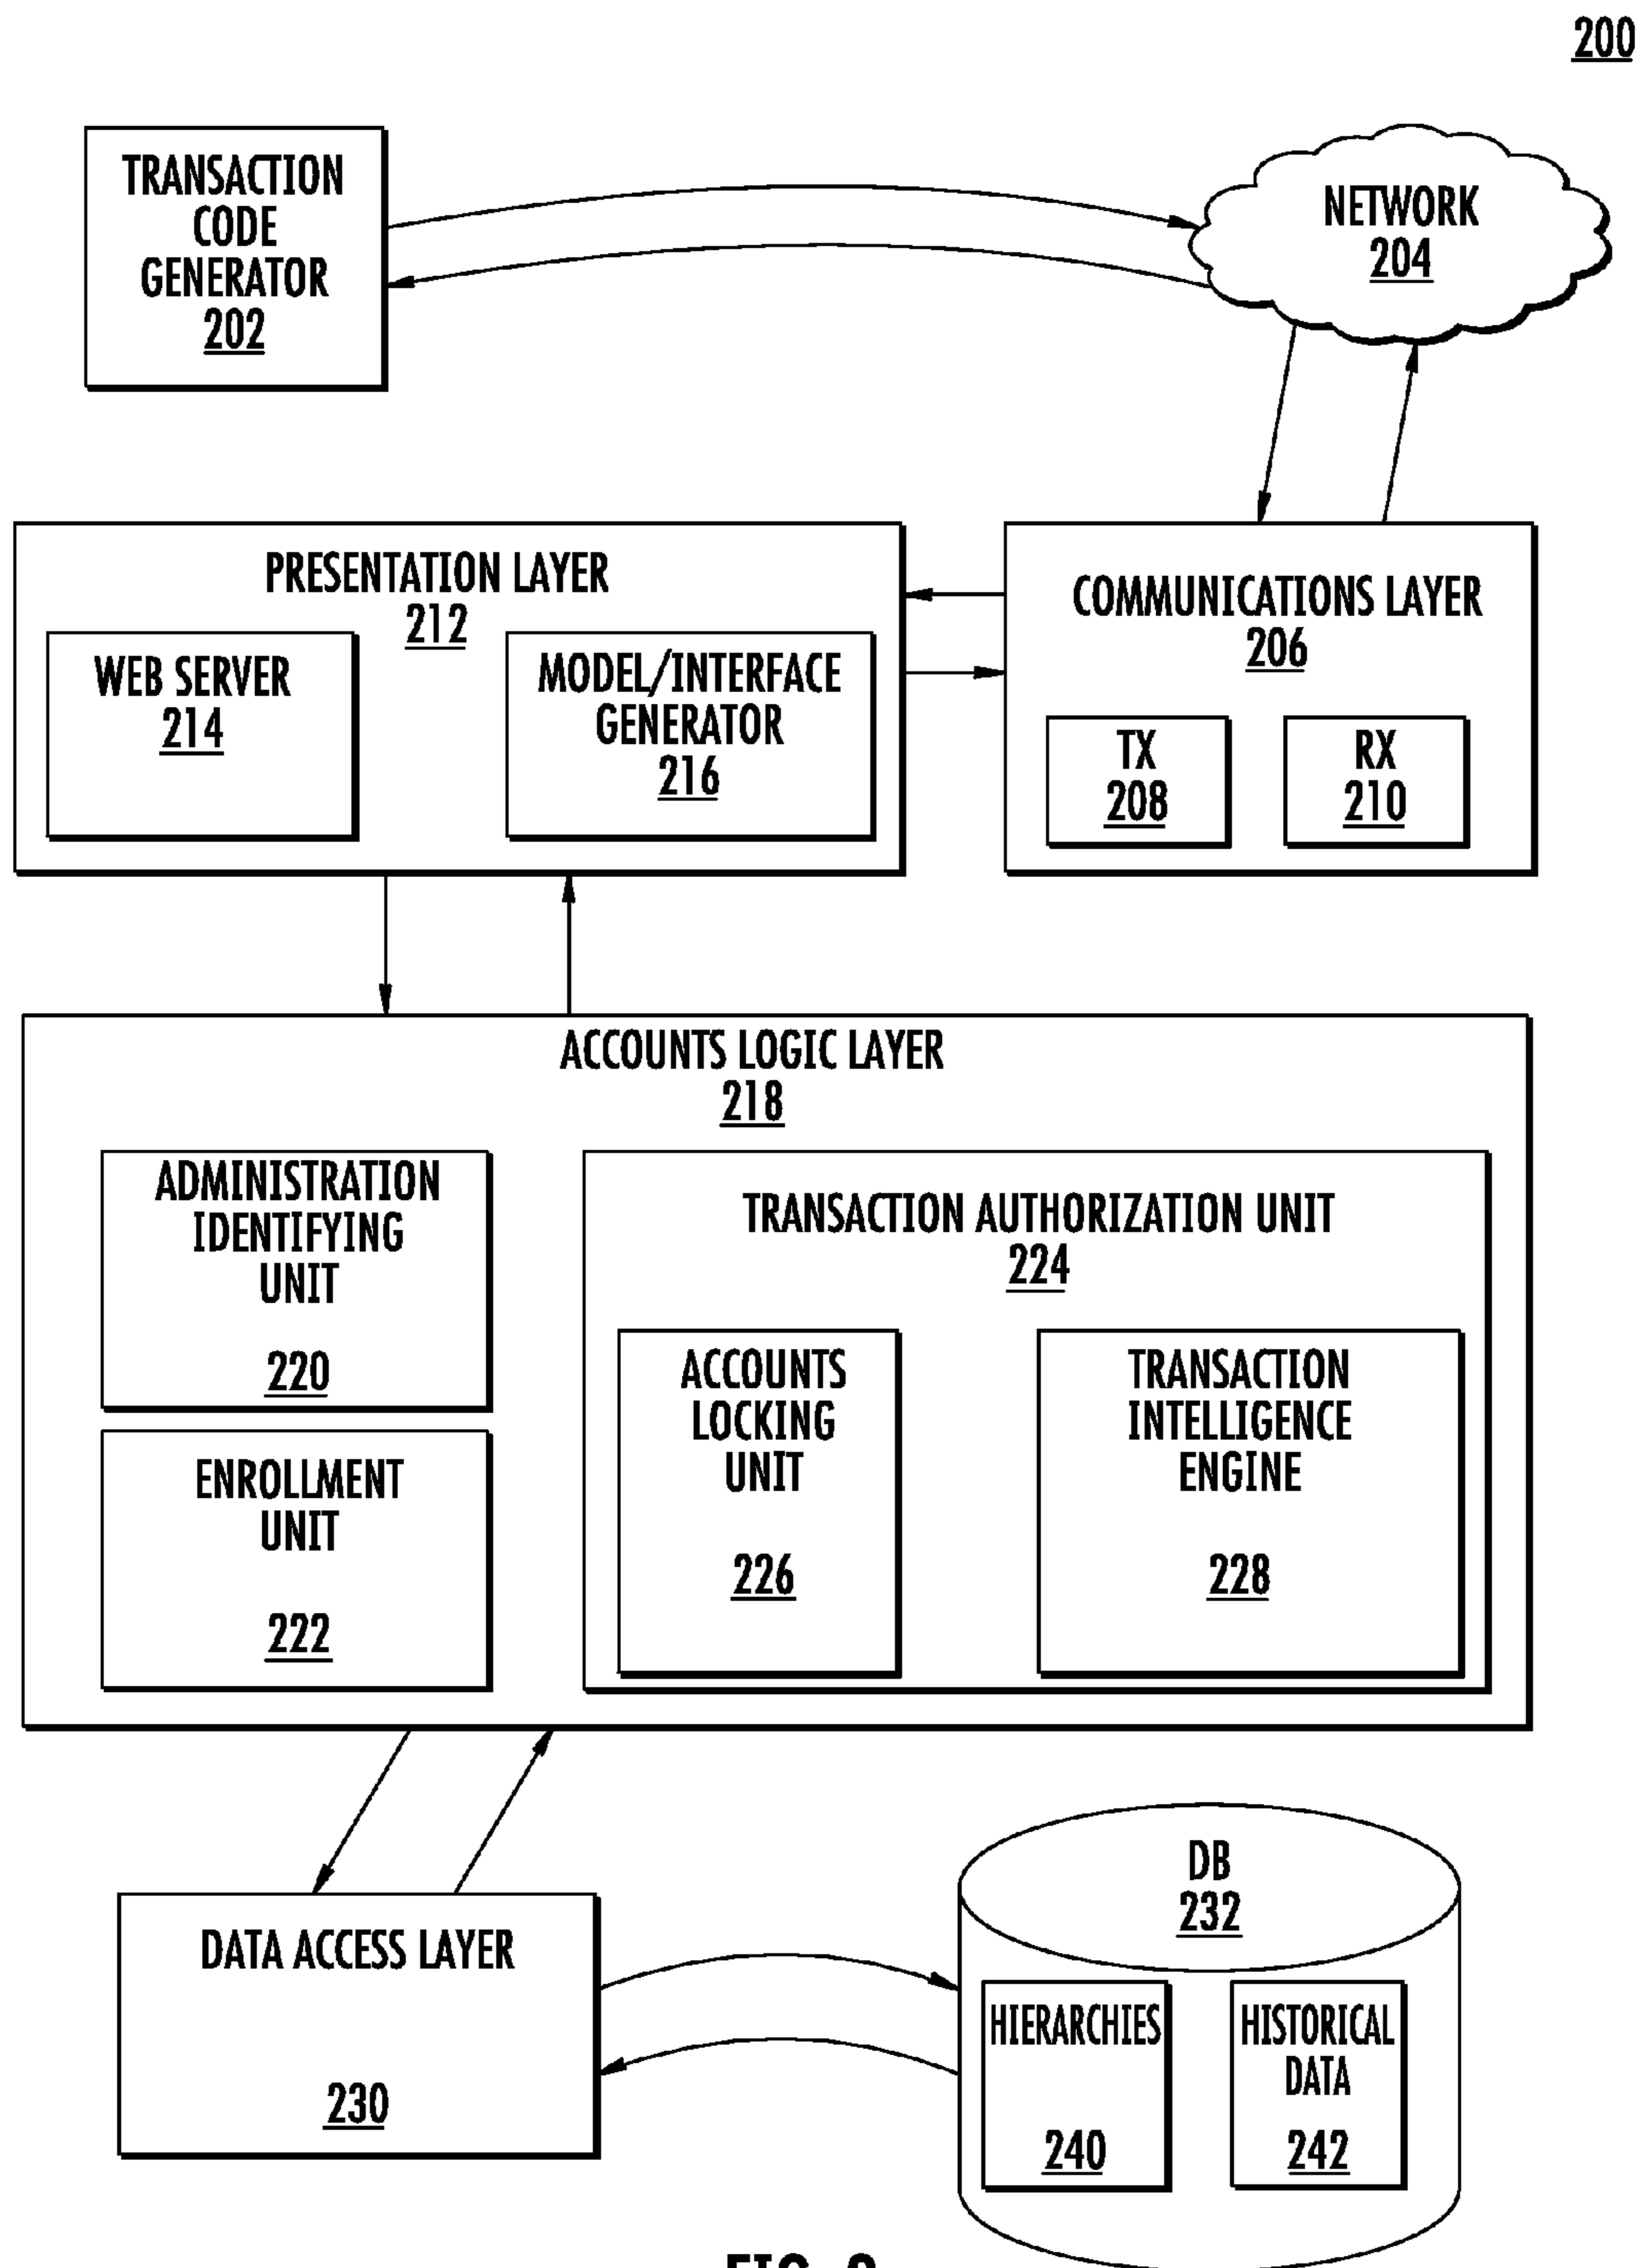 200
TRANSACTION
CODE
GENERATOR
202
NETWORK
204
PRESENTATION LAYER
212
WEB SERVER
214
MODEL/INTERFACE
GENERATOR
216
COMMUNICATIONS LAYER
206
TX
208
RX
210
ACCOUNTS LOGIC LAYER
218
ADMINISTRATION
IDENTIFYING
UNIT
220
ENROLLMENT
UNIT
222
TRANSACTION AUTHORIZATION UNIT
224
ACCOUNTS
LOCKING
UNIT
226
TRANSACTION
INTELLIGENCE
ENGINE
228
DATA ACCESS LAYER
230
DB
232
HIERARCHIES
240
HISTORICAL
DATA
242
FIG.